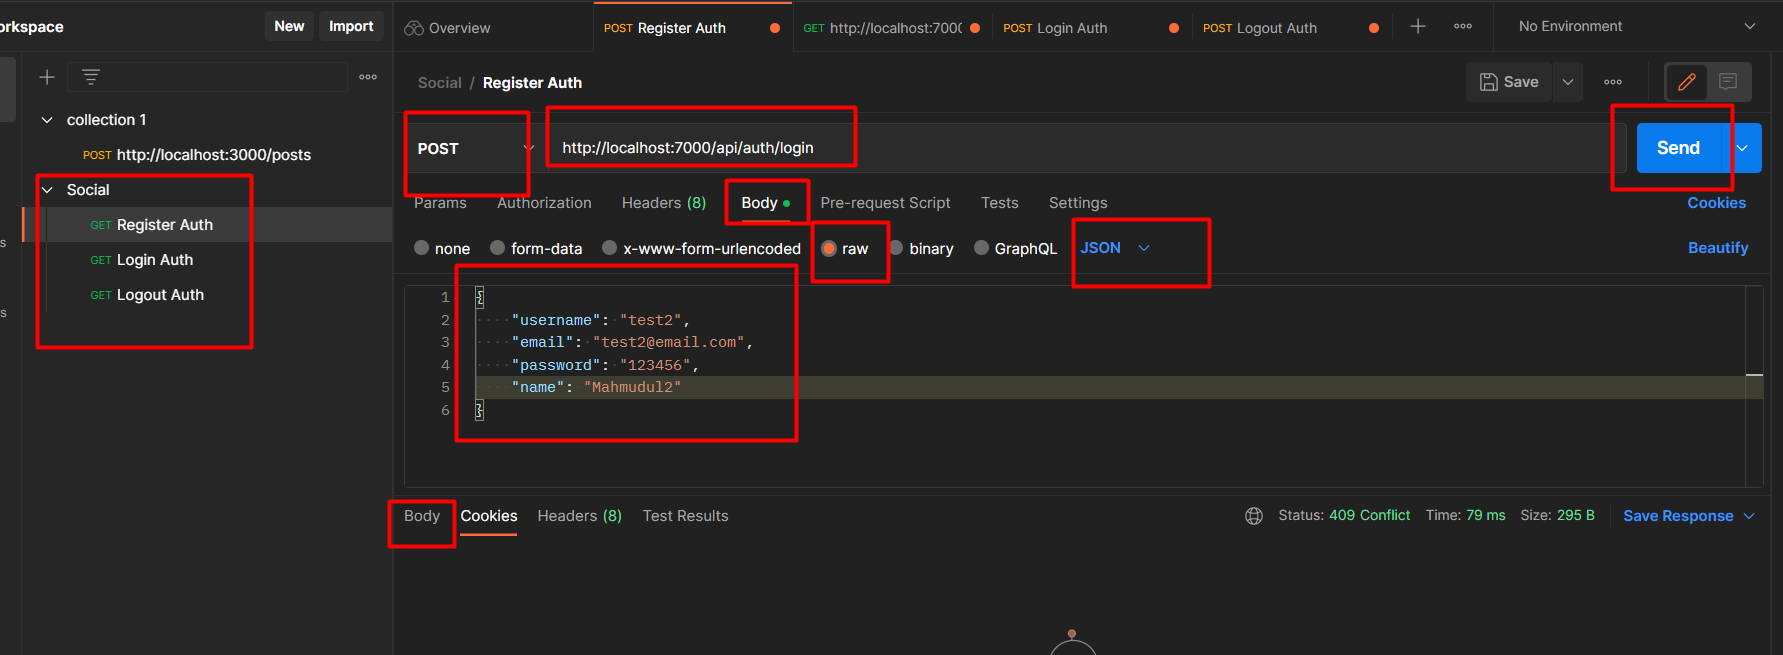 orkspace
New Import
Overview
POST Register Auth
GET http://localhost:700
POST Login Auth
POST Logout Auth
No Environment
Social / Register Auth
Save
collection 1
POST http://localhost:3000/posts
Social
GET Register Auth
GET Login Auth
GET Logout Auth
s
s
POST
http://localhost:7000/api/auth/login
Send
Params Authorization Headers (8) Body Pre-request Script Tests Settings Cookies
none form-data x-www-form-urlencoded raw binary GraphQL JSON Beautify
1 {
2 "username": "test2",
3 "email": "test2@email.com",
4 "password": "123456",
5 "name": "Mahmudul2"
6 }
Body Cookies Headers (8) Test Results
Status: 409 Conflict Time: 79 ms Size: 295 B Save Response